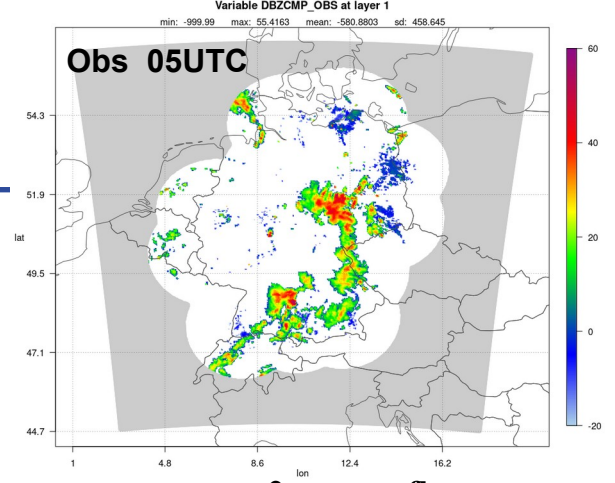 Variable DBZCMP_OBS at layer 1
min: -999.99 max: 55.4163 mean: -580.8803 sd: 458.645
Obs 05UTC
60
54.3
40
51.9
lat
20
49.5
0
47.1
44.7
-20
1 4.8 8.6 12.4 16.2
lon